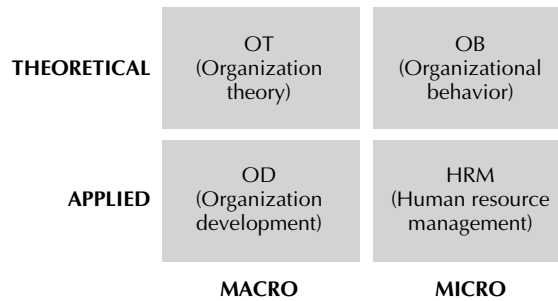 THEORETICAL
OT
(Organization
theory)
OB
(Organizational
behavior)
APPLIED
OD
(Organization
development)
HRM
(Human resource
management)
MACRO
MICRO